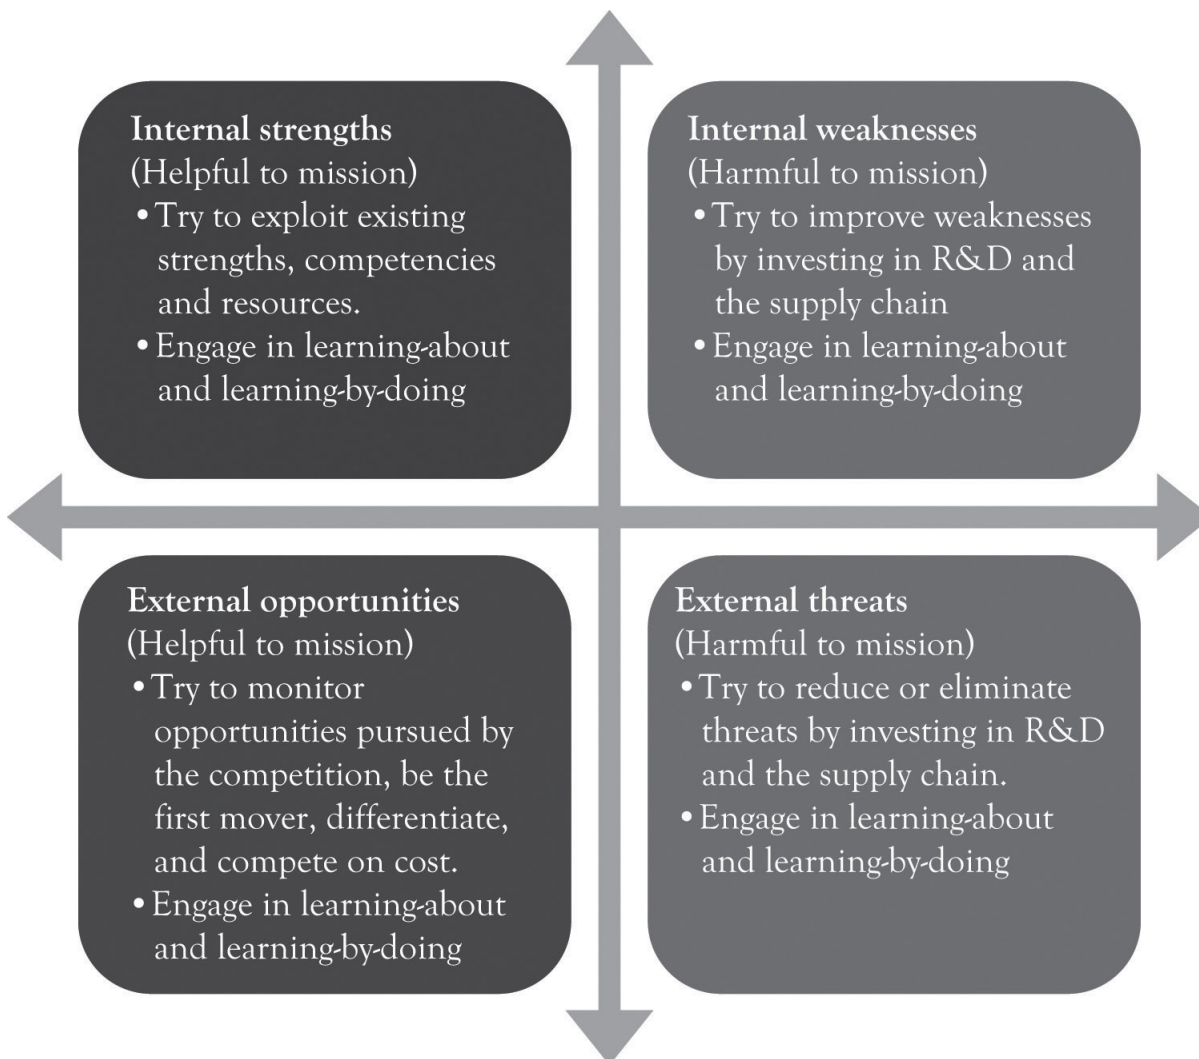 Internal strengths
(Helpful to mission)
• Try to exploit existing
strengths, competencies
and resources.
• Engage in learning-about
and learning-by-doing
Internal weaknesses
(Harmful to mission)
• Try to improve weaknesses
by investing in R&D and
the supply chain
• Engage in learning-about
and learning-by-doing
External opportunities
(Helpful to mission)
• Try to monitor
opportunities pursued by
the competition, be the
first mover, differentiate,
and compete on cost.
• Engage in learning-about
and learning-by-doing
External threats
(Harmful to mission)
• Try to reduce or eliminate
threats by investing in R&D
and the supply chain.
• Engage in learning-about
and learning-by-doing